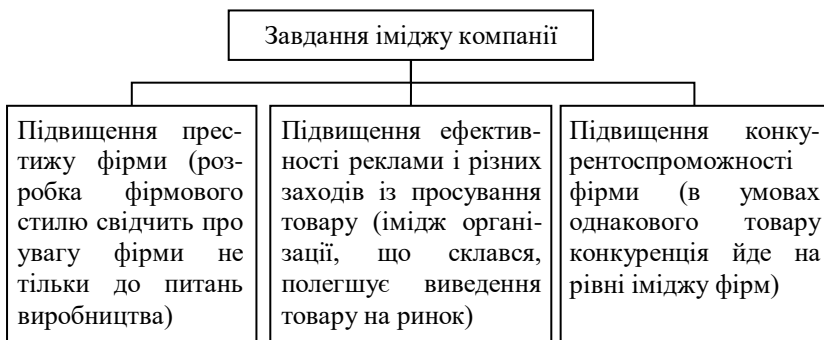 Завдання іміджу компанії
Підвищення прес-
тижу фірми (роз-
робка фірмового
стилю свідчить про
увагу фірми не
тільки до питань
виробництва)
Підвищення ефектив-
ності реклами і різних
заходів із просування
товару (імідж органі-
зації, що склався,
полегшує виведення
товару на ринок)
Підвищення конку-
рентоспроможності
фірми (в умовах
однакового товару
конкуренція йде на
рівні іміджу фірм)